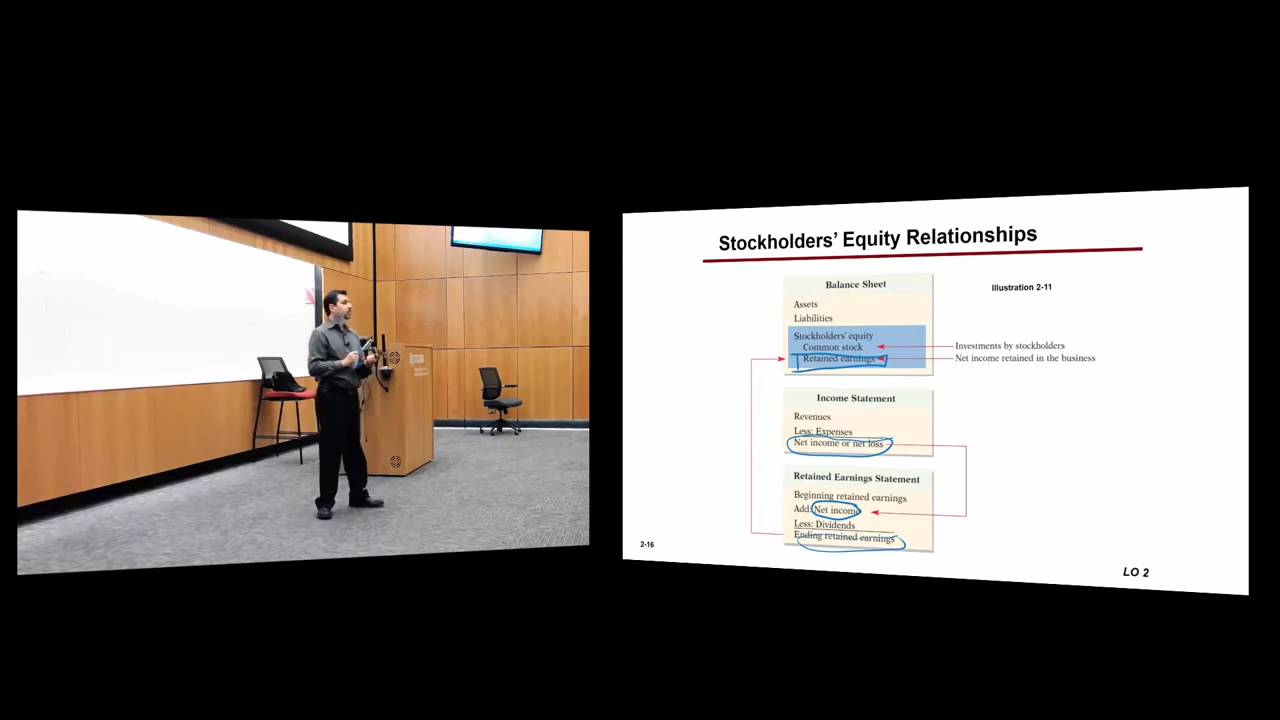 Stockholders' Equity Relationships
Illustration 2-11
Balance Sheet
Assets
Liabilities
Stockholders' equity
Common stock
Retained earnings
Investments by stockholders
Net income retained in the business
Income Statement
Revenues
Less: Expenses
Net income or net loss
Retained Earnings Statement
Beginning retained earnings
Add: Net income
Less: Dividends
Ending retained earnings
2-16
LO 2